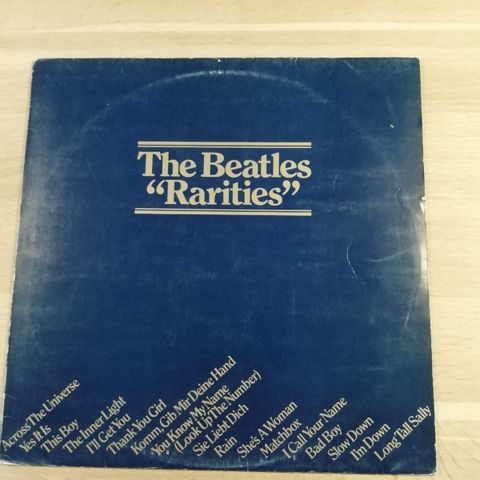 The Beatles
“Rarities”
Across The Universe
Yes It Is
This Boy
The Inner Light
I'll Get You
Thank You Girl
Komm, Gib Mir Deine Hand
You Know My Name
(Look Up The Number)
Sie Liebt Dich
Rain
She's A Woman
Matchbox
I Call Your Name
Bad Boy
Slow Down
I'm Down
Long Tall Sally